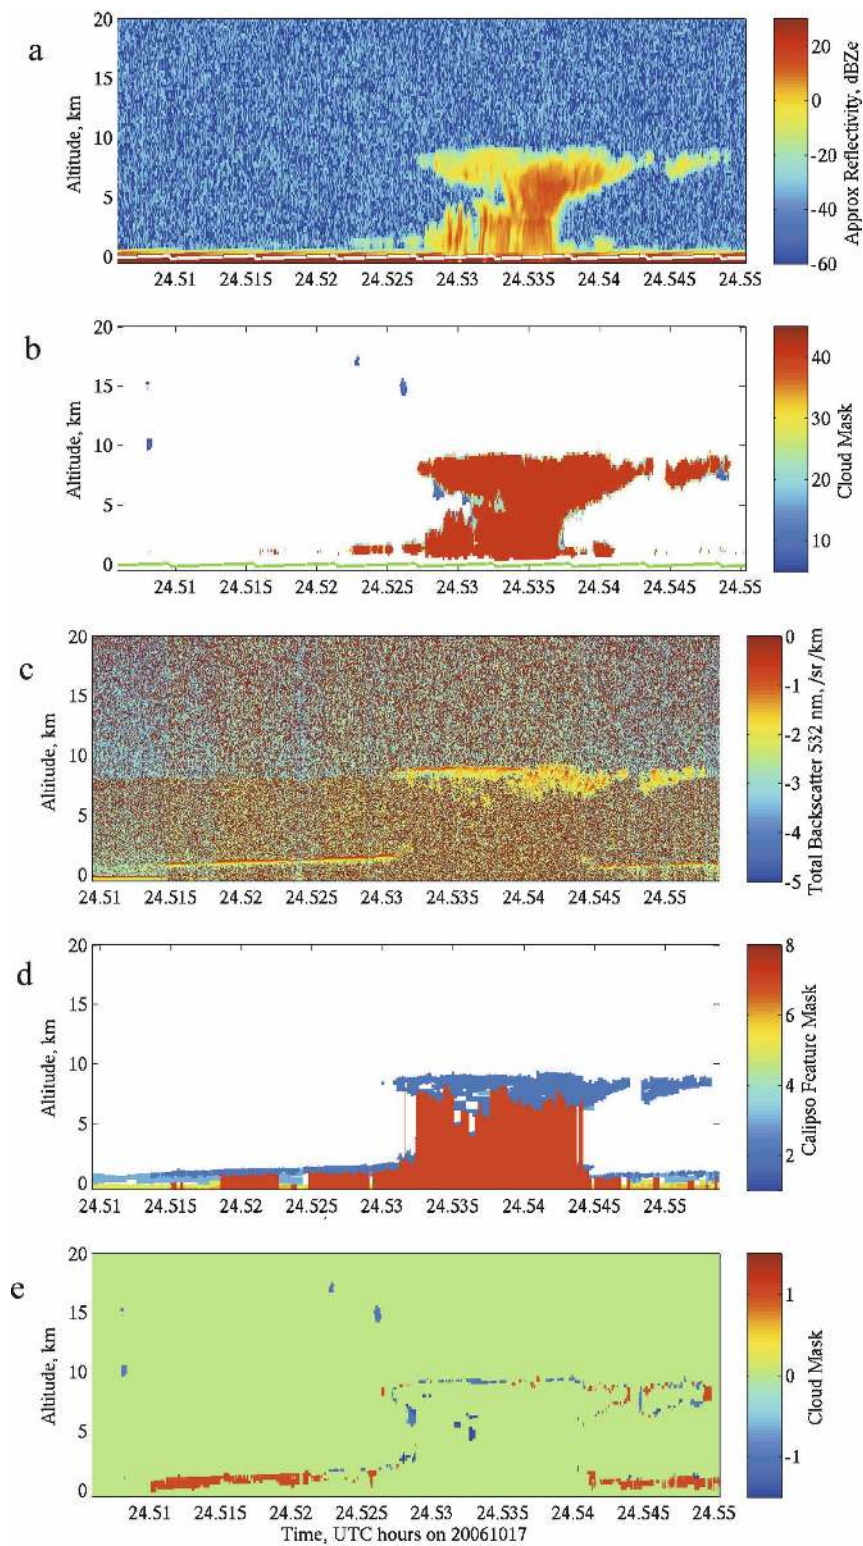 a
20
15
10
5
0
Altitude, km
24.51 24.515 24.52 24.525 24.53 24.535 24.54 24.545 24.55
20
0
-20
-40
-60
Approx Reflectivity, dBZe
b
20
15
10
5
0
Altitude, km
24.51 24.515 24.52 24.525 24.53 24.535 24.54 24.545 24.55
40
30
20
10
Cloud Mask
c
20
15
10
5
0
Altitude, km
24.51 24.515 24.52 24.525 24.53 24.535 24.54 24.545 24.55
0
-1
-2
-3
-4
-5
Total Backscatter 532 nm, /sr /km
d
20
15
10
5
0
Altitude, km
24.51 24.515 24.52 24.525 24.53 24.535 24.54 24.545 24.55
8
6
4
2
Calipso Feature Mask
e
20
15
10
5
0
Altitude, km
24.51 24.515 24.52 24.525 24.53 24.535 24.54 24.545 24.55
Time, UTC hours on 20061017
1
0
-1
Cloud Mask